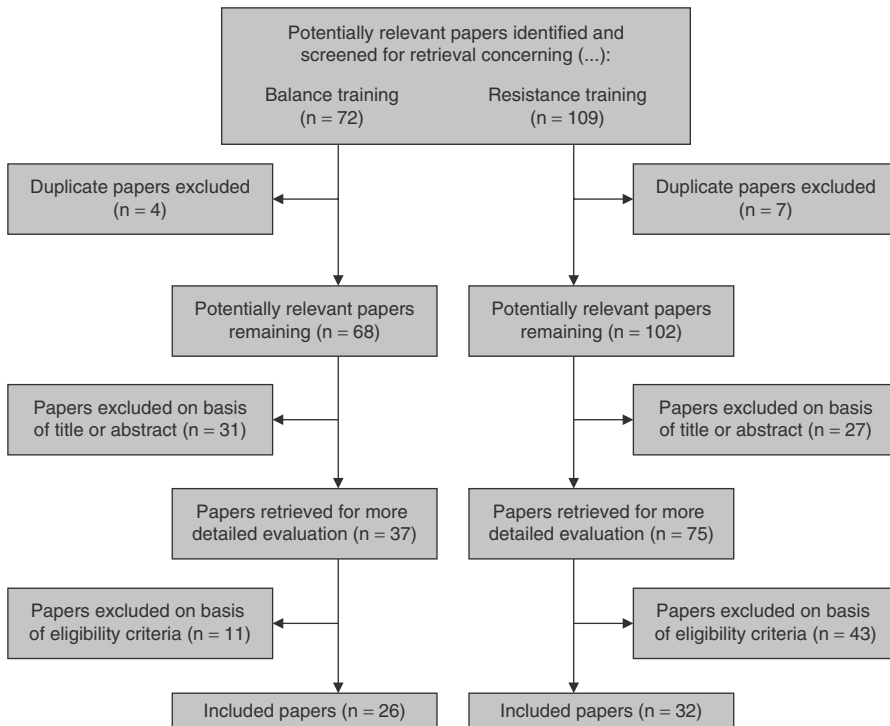 Potentially relevant papers identified and
screened for retrieval concerning (...):
Balance training
(n = 72)
Resistance training
(n = 109)
Duplicate papers excluded
(n = 4)
Duplicate papers excluded
(n = 7)
Potentially relevant papers
remaining (n = 68)
Potentially relevant papers
remaining (n = 102)
Papers excluded on basis
of title or abstract (n = 31)
Papers excluded on basis
of title or abstract (n = 27)
Papers retrieved for more
detailed evaluation (n = 37)
Papers retrieved for more
detailed evaluation (n = 75)
Papers excluded on basis
of eligibility criteria (n = 11)
Papers excluded on basis
of eligibility criteria (n = 43)
Included papers (n = 26)
Included papers (n = 32)